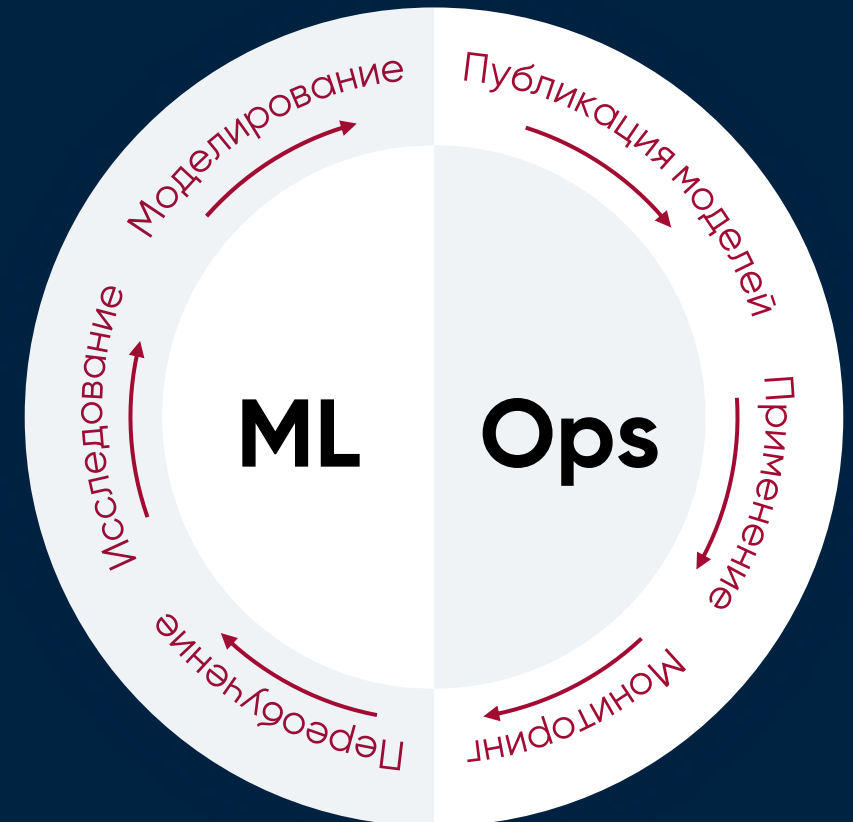 Моделирование
Публикация моделей
Применение
Мониторинг
Переобучение
Исследование
ML
Ops